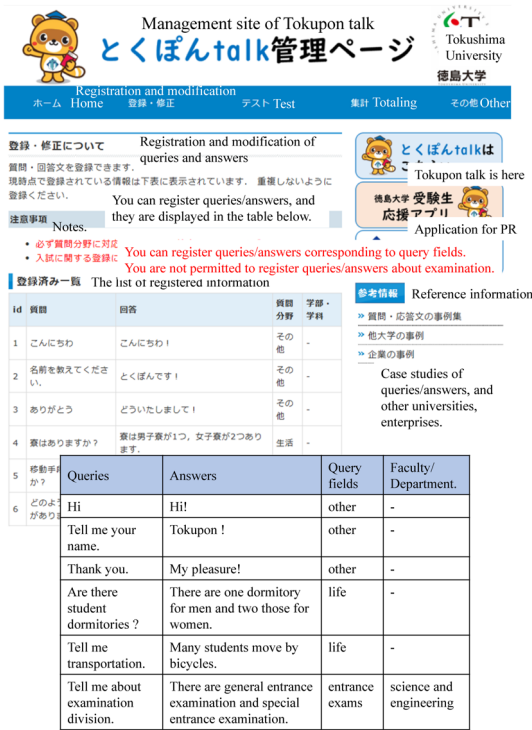 Management site of Tokupon talk
とくぽんtalk管理ページ
Tokushima
University
徳島大学
Registration and modification
ホーム Home 登録・修正 テスト Test 集計 Totaling その他 Other
登録・修正について
Registration and modification of
queries and answers
質問・回答文を登録できます.
現時点で登録されている情報は下表に表示されています. 重複しないように
登録ください.
You can register queries/answers, and
they are displayed in the table below.
注意事項
Notes.
必ず質問分野に対応
入試に関する登録に
You can register queries/answers corresponding to query fields.
You are not permitted to register queries/answers about examination.
とくぽんtalkは
Tokupon talk is here
徳島大学 受験生
応援アプリ
Application for PR
登録済み一覧 The list of registered information
id 質問 回答 質問分野 学部・学科
1 こんにちわ こんにちわ！ その他 -
2 名前を教えてください. とくぽんです！ その他 -
3 ありがとう どういたしまして！ その他 -
4 寮はありますか？ 寮は男子寮が1つ，女子寮が2つあります. 生活 -
5 移動手 か？
6 どのよ があり
参考情報 Reference information
» 質問・応答文の事例集
» 他大学の事例
» 企業の事例
Case studies of
queries/answers, and
other universities,
enterprises.
Queries Answers Query fields Faculty/ Department.
Hi Hi! other -
Tell me your name. Tokupon ! other -
Thank you. My pleasure! other -
Are there student dormitories ? There are one dormitory for men and two those for women. life -
Tell me transportation. Many students move by bicycles. life -
Tell me about examination division. There are general entrance examination and special entrance examination. entrance exams science and engineering